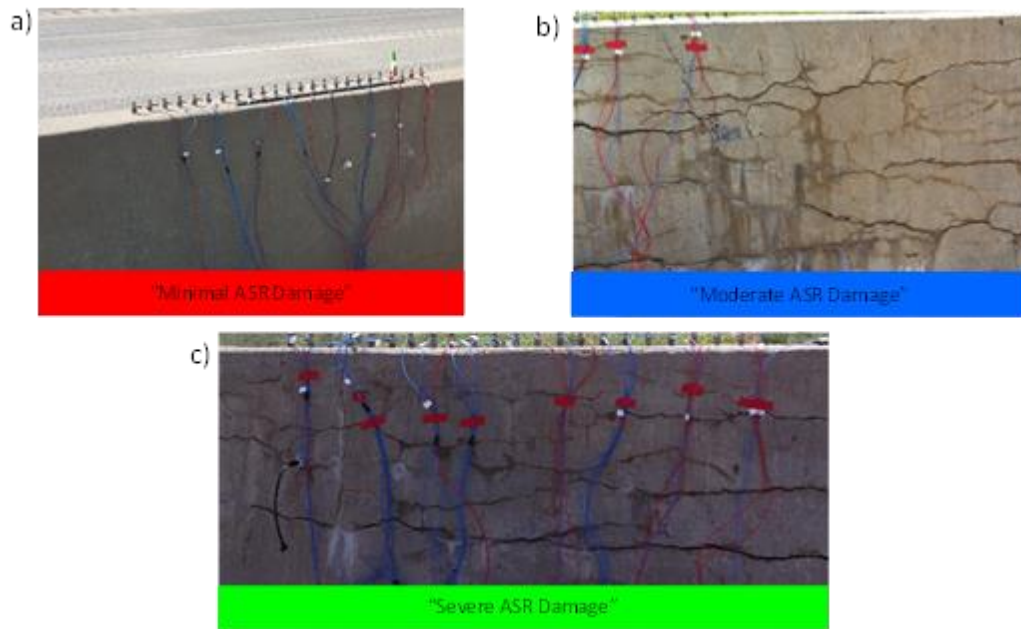 a)
"Minimal ASR Damage"
b)
"Moderate ASR Damage"
c)
"Severe ASR Damage"